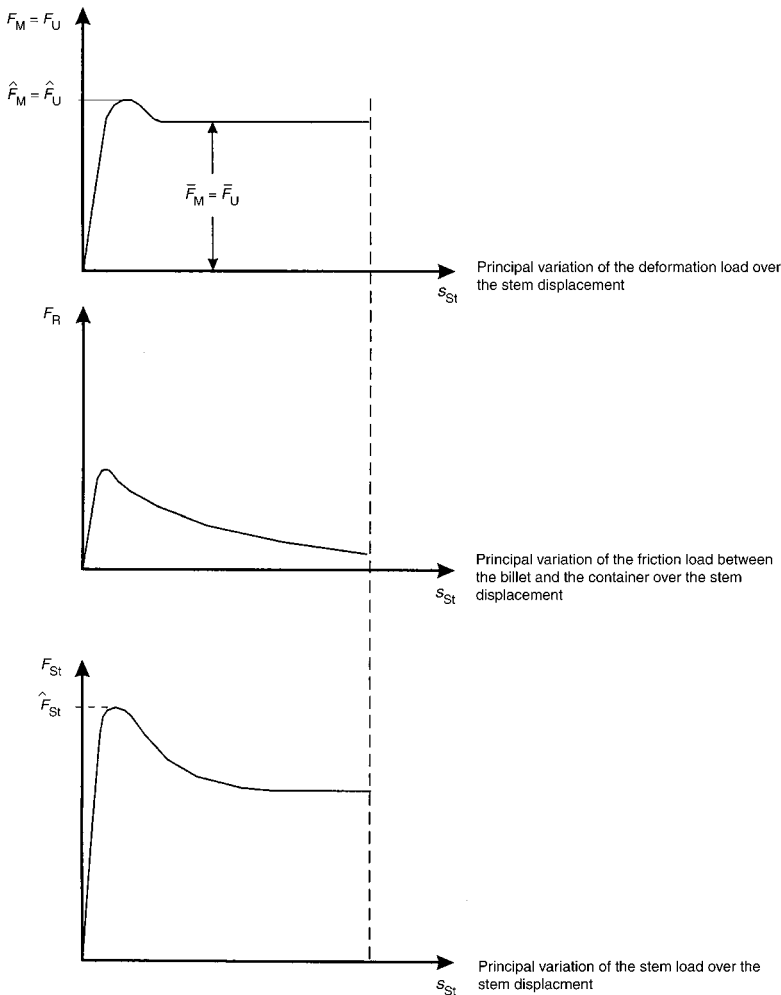 F_M = F_U
F̂_M = F̂_U
F̄_M = F̄_U
s_St
Principal variation of the deformation load over
the stem displacement
F_R
s_St
Principal variation of the friction load between
the billet and the container over the stem
displacement
F_St
F̂_St
s_St
Principal variation of the stem load over the
stem displacment